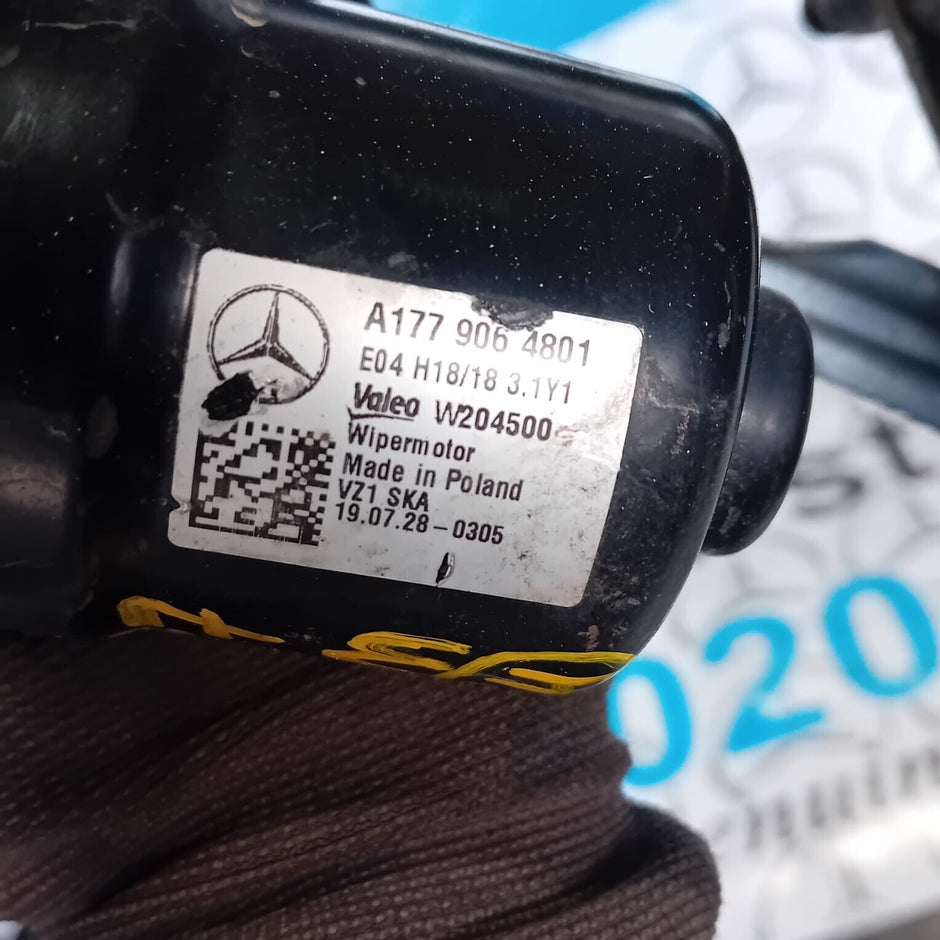 A177 906 4801
E04 H18/18 3.1Y1
Valeo W204500
Wipermotor
Made in Poland
VZ1 SKA
19.07.28-0305
020